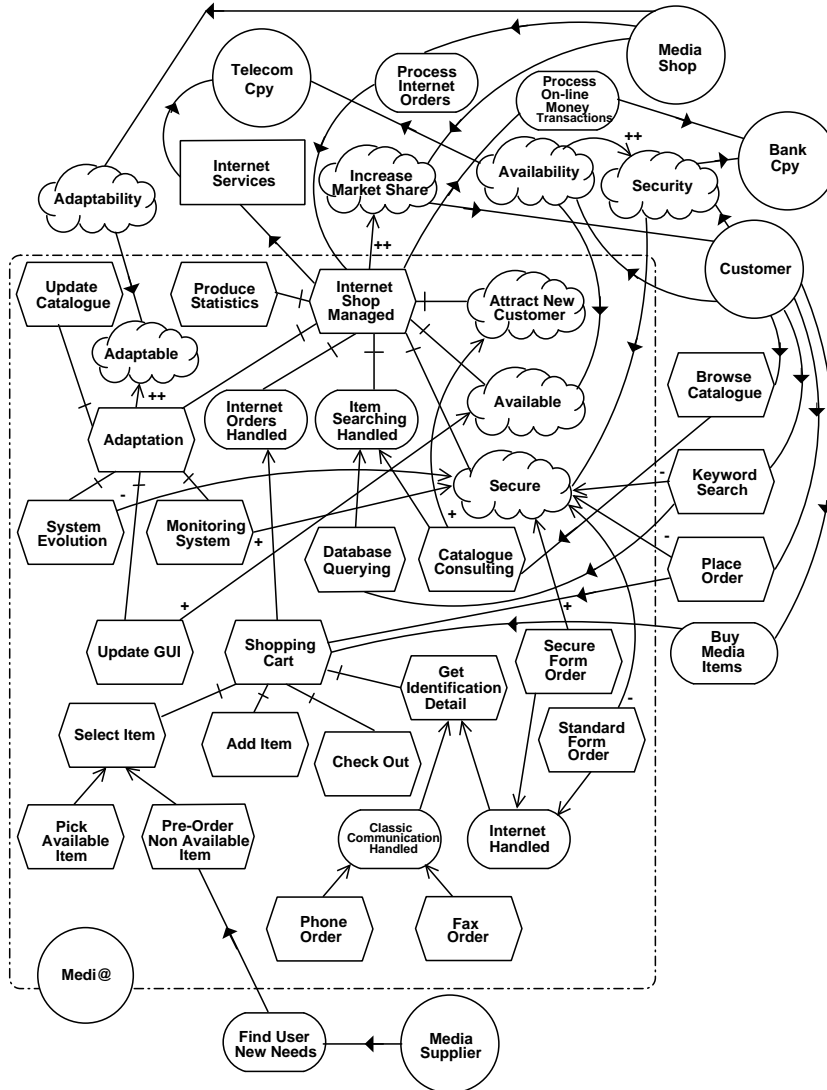 Media
Shop
Telecom
Cpy
Process
Internet
Orders
Process
On-line
Money
Transactions
++
Bank
Cpy
Internet
Services
Increase
Market Share
Availability
Security
Adaptability
++
Customer
Update
Catalogue
Produce
Statistics
Internet
Shop
Managed
Attract New
Customer
Adaptable
Browse
Catalogue
++
Internet
Orders
Handled
Item
Searching
Handled
Available
Adaptation
-
Keyword
Search
Secure
-
System
Evolution
Monitoring
System
+
+
Database
Querying
Catalogue
Consulting
-
Place
Order
+
+
Update GUI
Shopping
Cart
Secure
Form
Order
Buy
Media
Items
Get
Identification
Detail
-
Select Item
Add Item
Check Out
Standard
Form
Order
Pick
Available
Item
Pre-Order
Non Available
Item
Classic
Communication
Handled
Internet
Handled
Phone
Order
Fax
Order
Medi@
Find User
New Needs
Media
Supplier